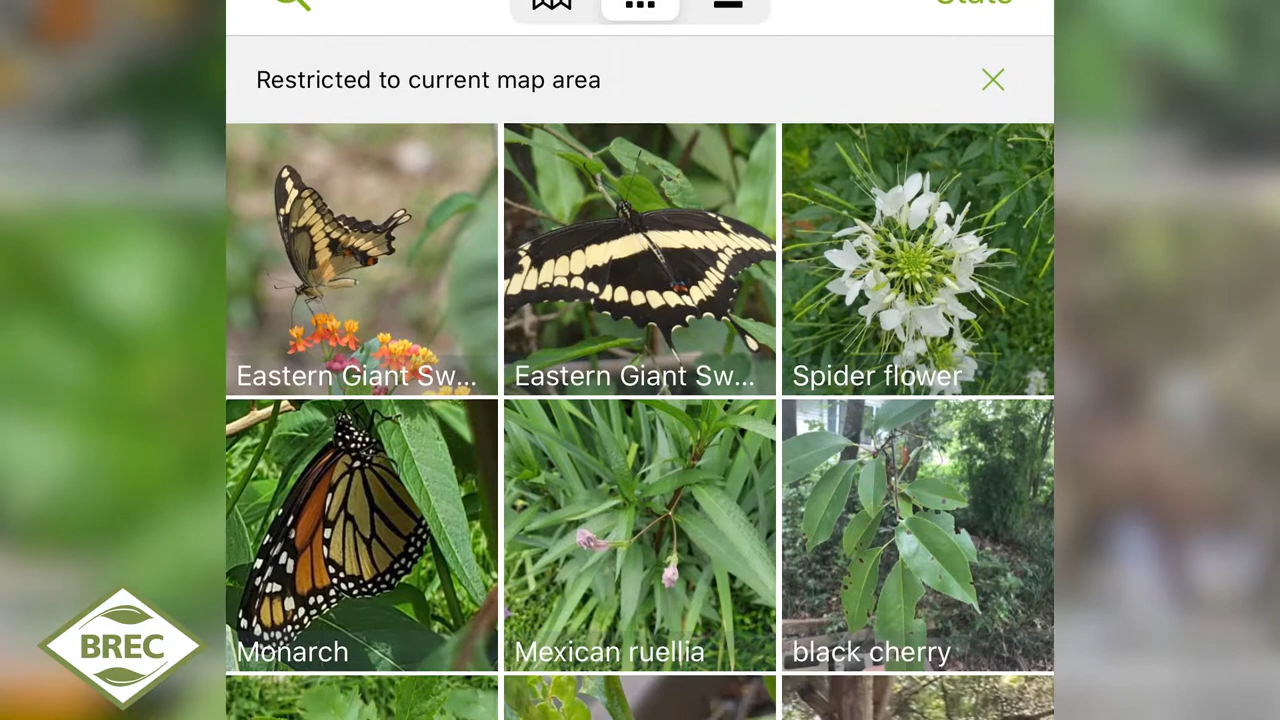 Stats
Restricted to current map area
Eastern Giant Sw...
Eastern Giant Sw...
Spider flower
Monarch
Mexican ruellia
black cherry
BREC